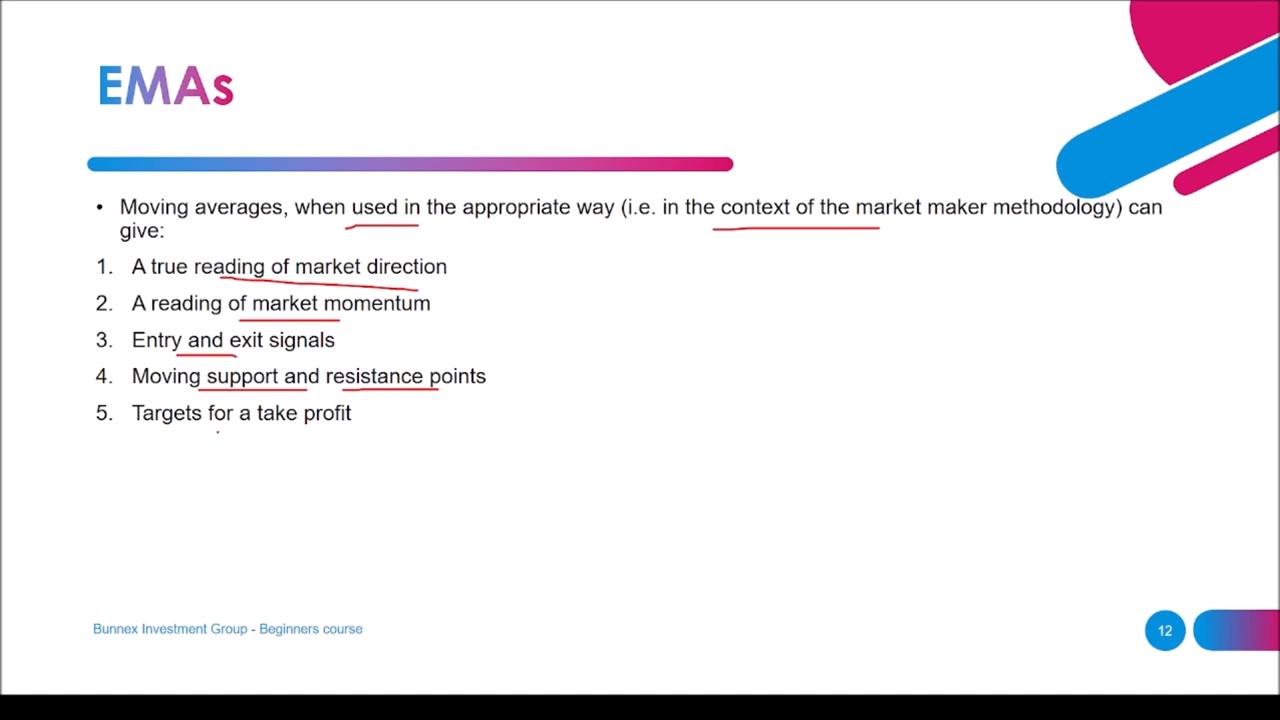 EMAs
• Moving averages, when used in the appropriate way (i.e. in the context of the market maker methodology) can
give:
1. A true reading of market direction
2. A reading of market momentum
3. Entry and exit signals
4. Moving support and resistance points
5. Targets for a take profit
Bunnex Investment Group - Beginners course
12